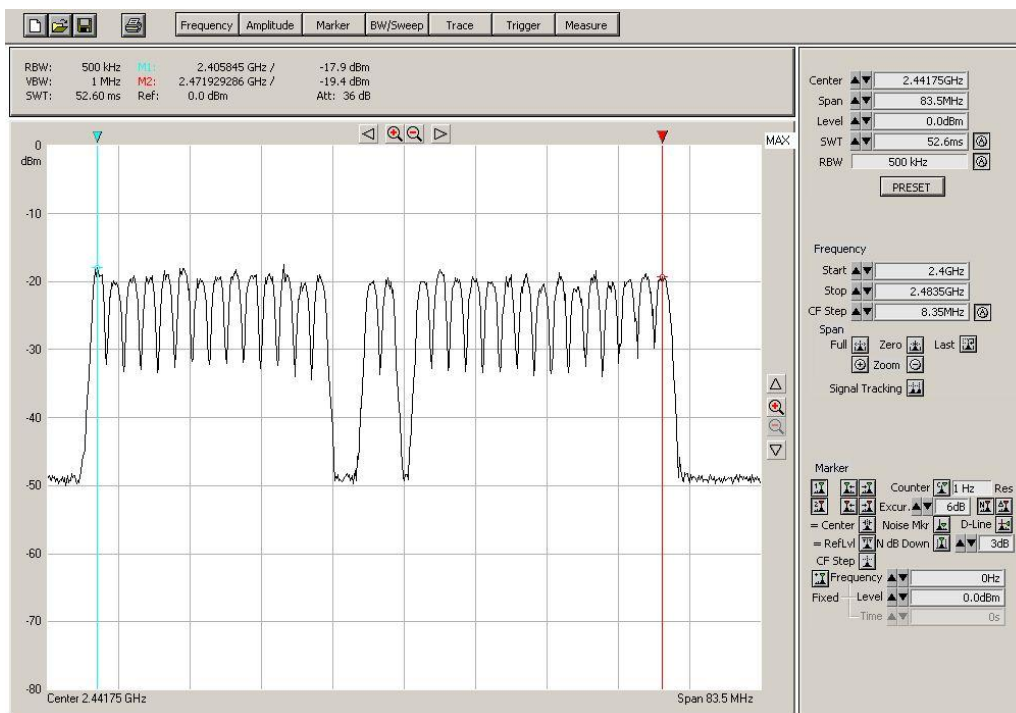 Frequency Amplitude Marker BW/Sweep Trace Trigger Measure
RBW: 500 kHz M1: 2.405845 GHz / -17.9 dBm
VBW: 1 MHz M2: 2.471929286 GHz / -19.4 dBm
SWT: 52.60 ms Ref: 0.0 dBm Att: 36 dB
MAX
0
dBm
-10
-20
-30
-40
-50
-60
-70
-80
Center 2.44175 GHz Span 83.5 MHz
Center 2.44175GHz
Span 83.5MHz
Level 0.0dBm
SWT 52.6ms
RBW 500 kHz
PRESET
Frequency
Start 2.4GHz
Stop 2.4835GHz
CF Step 8.35MHz
Span
Full Zero Last
Zoom
Signal Tracking
Marker
Counter 1 Hz Res
Excur. 6dB
= Center Noise Mkr D-Line
= RefLvl N dB Down 3dB
CF Step
Frequency 0Hz
Fixed Level 0.0dBm
Time 0s